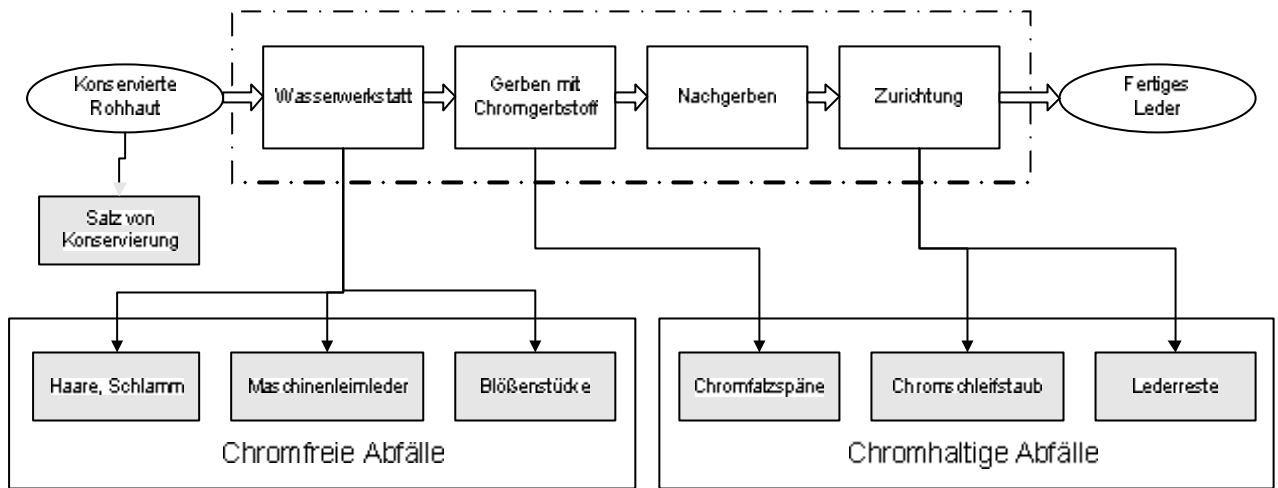 Konservierte
Rohhaut
Wasserwerkstatt
Gerben mit
Chromgerbstoff
Nachgerben
Zurichtung
Fertiges
Leder
Salz von
Konservierung
Haare, Schlamm
Maschinenleimleder
Blößenstücke
Chromfalzspäne
Chromschleifstaub
Lederreste
Chromfreie Abfälle
Chromhaltige Abfälle